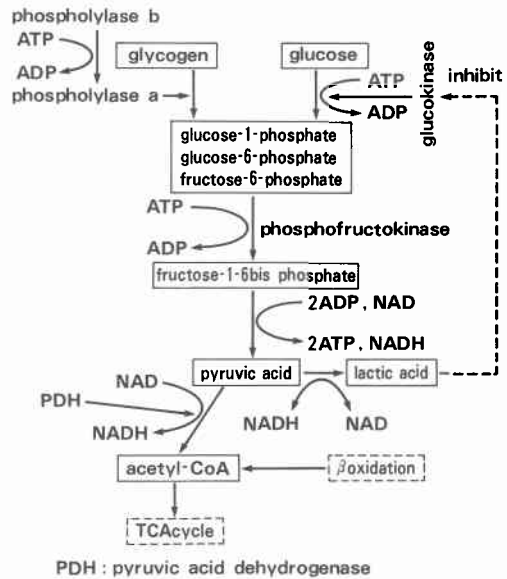 phospholylase b
ATP
ADP
phospholylase a
glycogen
glucose
ATP
ADP
glucokinase
inhibit
glucose-1-phosphate
glucose-6-phosphate
fructose-6-phosphate
ATP
ADP
phosphofructokinase
fructose-1-6bis phosphate
2ADP, NAD
2ATP, NADH
pyruvic acid
lactic acid
NAD
PDH
NADH
NADH
NAD
acetyl-CoA
βoxidation
TCAcycle
PDH : pyruvic acid dehydrogenase